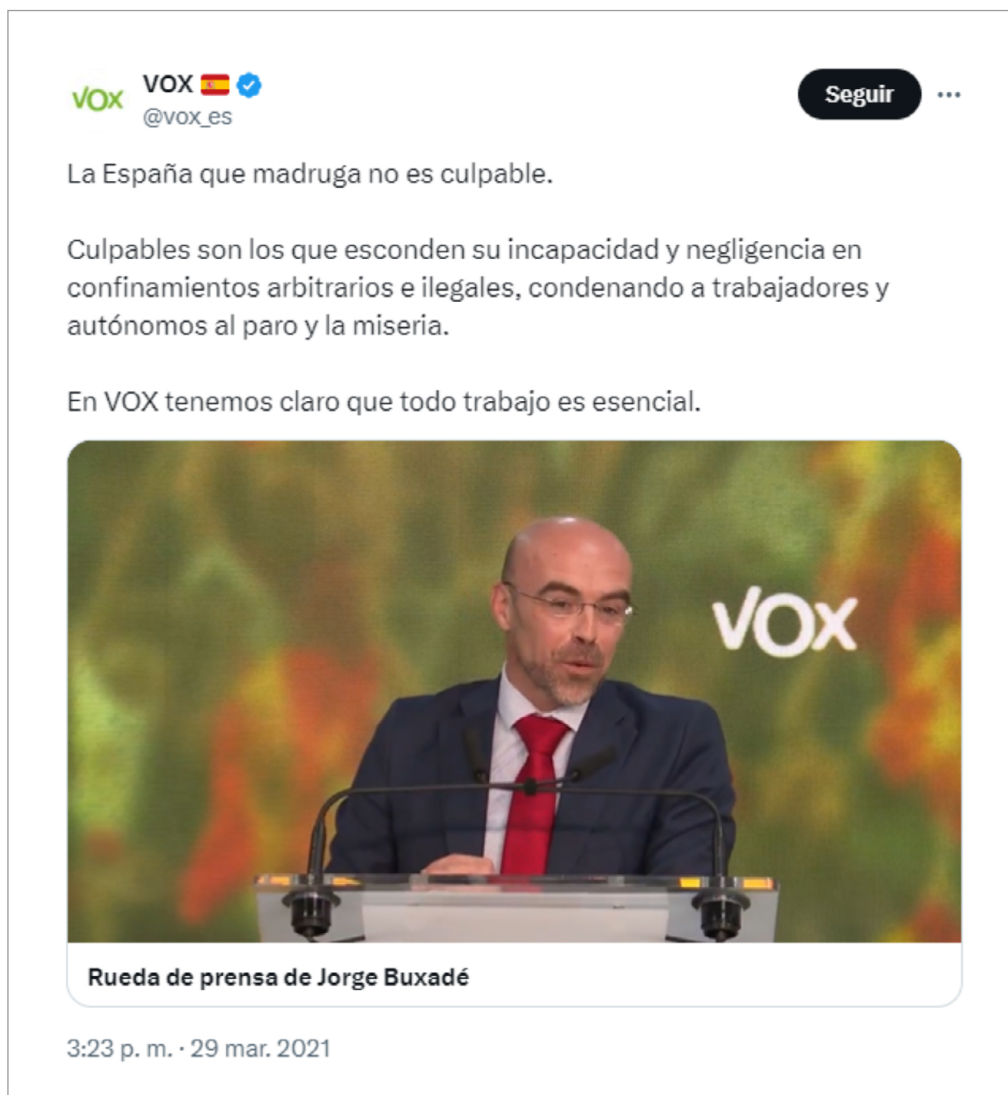 VOX
VOX
@vox_es
Seguir
La España que madruga no es culpable.
Culpables son los que esconden su incapacidad y negligencia en
confinamientos arbitrarios e ilegales, condenando a trabajadores y
autónomos al paro y la miseria.
En VOX tenemos claro que todo trabajo es esencial.
VOX
Rueda de prensa de Jorge Buxadé
3:23 p. m. · 29 mar. 2021